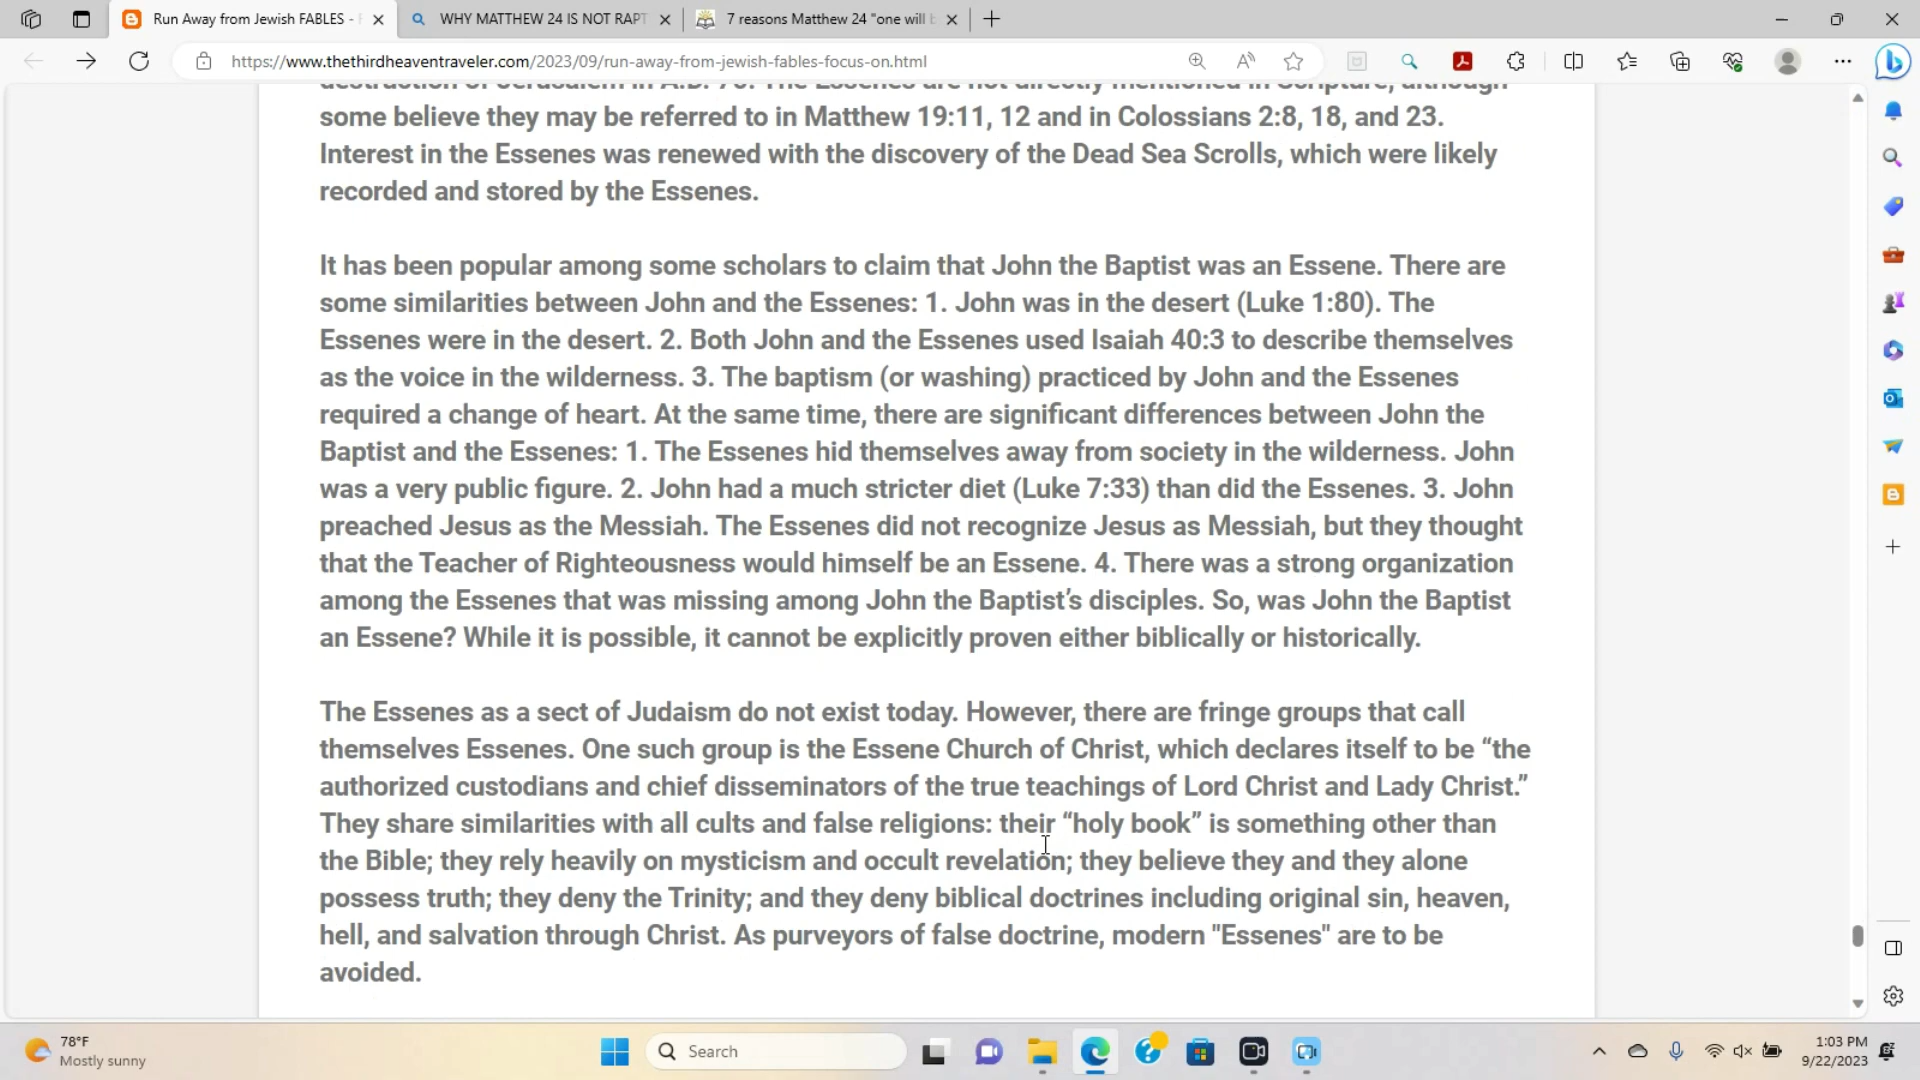 Run Away from Jewish FABLES - F
WHY MATTHEW 24 IS NOT RAPT
7 reasons Matthew 24 "one will b
https://www.thethirdheaventraveler.com/2023/09/run-away-from-jewish-fables-focus-on.html
destruction of Jerusalem in A.D. 70. The Essenes are not directly mentioned in Scripture, although
some believe they may be referred to in Matthew 19:11, 12 and in Colossians 2:8, 18, and 23.
Interest in the Essenes was renewed with the discovery of the Dead Sea Scrolls, which were likely
recorded and stored by the Essenes.
It has been popular among some scholars to claim that John the Baptist was an Essene. There are
some similarities between John and the Essenes: 1. John was in the desert (Luke 1:80). The
Essenes were in the desert. 2. Both John and the Essenes used Isaiah 40:3 to describe themselves
as the voice in the wilderness. 3. The baptism (or washing) practiced by John and the Essenes
required a change of heart. At the same time, there are significant differences between John the
Baptist and the Essenes: 1. The Essenes hid themselves away from society in the wilderness. John
was a very public figure. 2. John had a much stricter diet (Luke 7:33) than did the Essenes. 3. John
preached Jesus as the Messiah. The Essenes did not recognize Jesus as Messiah, but they thought
that the Teacher of Righteousness would himself be an Essene. 4. There was a strong organization
among the Essenes that was missing among John the Baptist’s disciples. So, was John the Baptist
an Essene? While it is possible, it cannot be explicitly proven either biblically or historically.
The Essenes as a sect of Judaism do not exist today. However, there are fringe groups that call
themselves Essenes. One such group is the Essene Church of Christ, which declares itself to be “the
authorized custodians and chief disseminators of the true teachings of Lord Christ and Lady Christ.”
They share similarities with all cults and false religions: their “holy book” is something other than
the Bible; they rely heavily on mysticism and occult revelation; they believe they and they alone
possess truth; they deny the Trinity; and they deny biblical doctrines including original sin, heaven,
hell, and salvation through Christ. As purveyors of false doctrine, modern "Essenes" are to be
avoided.
78°F
Mostly sunny
Search
1:03 PM
9/22/2023